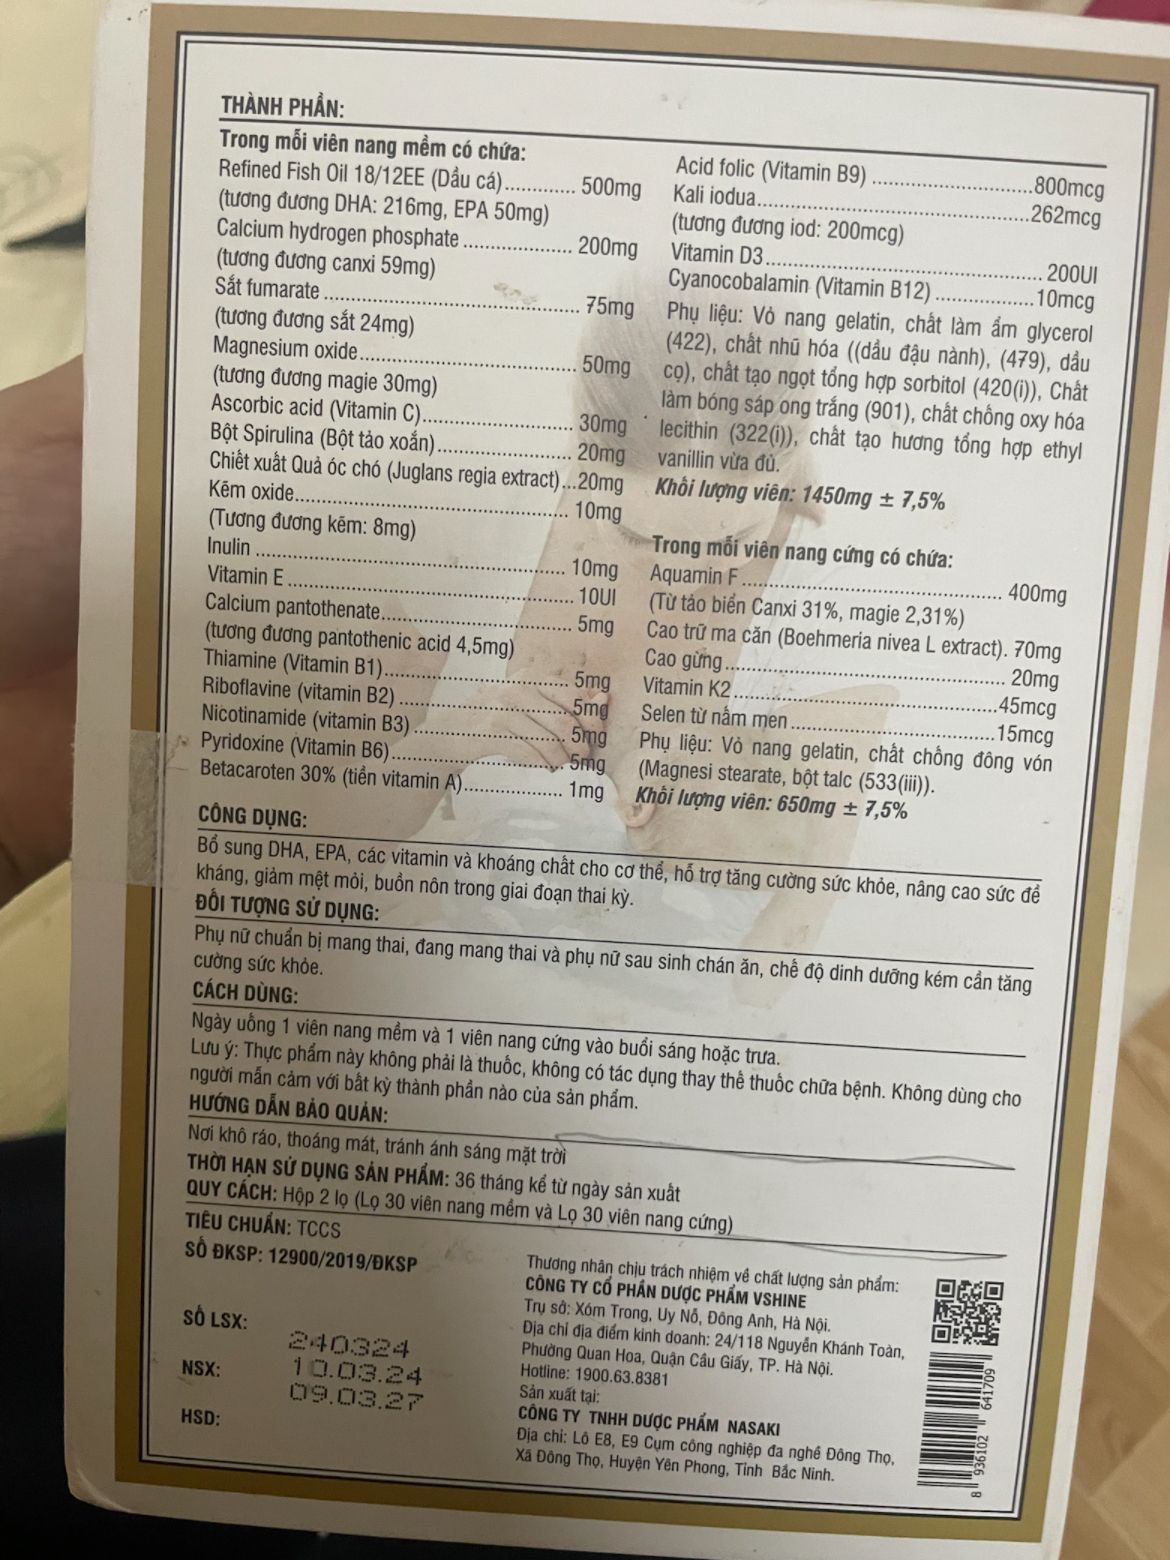 THÀNH PHẦN:
Trong mỗi viên nang mềm có chứa:
Refined Fish Oil 18/12EE (Dầu cá)............. 500mg
(tương đương DHA: 216mg, EPA 50mg)
Calcium hydrogen phosphate ................... 200mg
(tương đương canxi 59mg)
Sắt fumarate ............................................. 75mg
(tương đương sắt 24mg)
Magnesium oxide....................................... 50mg
(tương đương magie 30mg)
Ascorbic acid (Vitamin C)........................... 30mg
Bột Spirulina (Bột tảo xoắn)........................ 20mg
Chiết xuất Quả óc chó (Juglans regia extract)...20mg
Kẽm oxide................................................ 10mg
(Tương đương kẽm: 8mg)
Inulin ...................................................... 10mg
Vitamin E .................................................. 10UI
Calcium pantothenate.................................. 5mg
(tương đương pantothenic acid 4,5mg)
Thiamine (Vitamin B1)................................ 5mg
Riboflavine (vitamin B2) ..............................5mg
Nicotinamide (vitamin B3) ........................... 5mg
Pyridoxine (Vitamin B6)............................... 5mg
Betacaroten 30% (tiền vitamin A).................. 1mg
Acid folic (Vitamin B9) .............................800mcg
Kali iodua.................................................262mcg
(tương đương iod: 200mcg)
Vitamin D3................................................. 200UI
Cyanocobalamin (Vitamin B12) ..................10mcg
Phụ liệu: Vỏ nang gelatin, chất làm ẩm glycerol
(422), chất nhũ hóa ((dầu đậu nành), (479), dầu
cọ), chất tạo ngọt tổng hợp sorbitol (420(i)), Chất
làm bóng sáp ong trắng (901), chất chống oxy hóa
lecithin (322(i)), chất tạo hương tổng hợp ethyl
vanillin vừa đủ.
Khối lượng viên: 1450mg ± 7,5%
Trong mỗi viên nang cứng có chứa:
Aquamin F .............................................. 400mg
(Từ tảo biển Canxi 31%, magie 2,31%)
Cao trữ ma căn (Boehmeria nivea L extract). 70mg
Cao gừng.................................................. 20mg
Vitamin K2 ................................................45mcg
Selen từ nấm men.....................................15mcg
Phụ liệu: Vỏ nang gelatin, chất chống đông vón
(Magnesi stearate, bột talc (533(iii)).
Khối lượng viên: 650mg ± 7,5%
CÔNG DỤNG:
Bổ sung DHA, EPA, các vitamin và khoáng chất cho cơ thể, hỗ trợ tăng cường sức khỏe, nâng cao sức đề
kháng, giảm mệt mỏi, buồn nôn trong giai đoạn thai kỳ.
ĐỐI TƯỢNG SỬ DỤNG:
Phụ nữ chuẩn bị mang thai, đang mang thai và phụ nữ sau sinh chán ăn, chế độ dinh dưỡng kém cần tăng
cường sức khỏe.
CÁCH DÙNG:
Ngày uống 1 viên nang mềm và 1 viên nang cứng vào buổi sáng hoặc trưa.
Lưu ý: Thực phẩm này không phải là thuốc, không có tác dụng thay thế thuốc chữa bệnh. Không dùng cho
người mẫn cảm với bất kỳ thành phần nào của sản phẩm.
HƯỚNG DẪN BẢO QUẢN:
Nơi khô ráo, thoáng mát, tránh ánh sáng mặt trời
THỜI HẠN SỬ DỤNG SẢN PHẨM: 36 tháng kể từ ngày sản xuất
QUY CÁCH: Hộp 2 lọ (Lọ 30 viên nang mềm và Lọ 30 viên nang cứng)
TIÊU CHUẨN: TCCS
SỐ ĐKSP: 12900/2019/ĐKSP
SỐ LSX:
240324
NSX:
10.03.24
09.03.27
HSD:
Thương nhân chịu trách nhiệm về chất lượng sản phẩm:
CÔNG TY CỔ PHẦN DƯỢC PHẨM VSHINE
Trụ sở: Xóm Trong, Uy Nỗ, Đông Anh, Hà Nội.
Địa chỉ địa điểm kinh doanh: 24/118 Nguyễn Khánh Toàn,
Phường Quan Hoa, Quận Cầu Giấy, TP. Hà Nội.
Hotline: 1900.63.8381
Sản xuất tại:
CÔNG TY TNHH DƯỢC PHẨM NASAKI
Địa chỉ: Lô E8, E9 Cụm công nghiệp đa nghề Đông Thọ,
Xã Đông Thọ, Huyện Yên Phong, Tỉnh Bắc Ninh.
8 936102 641709